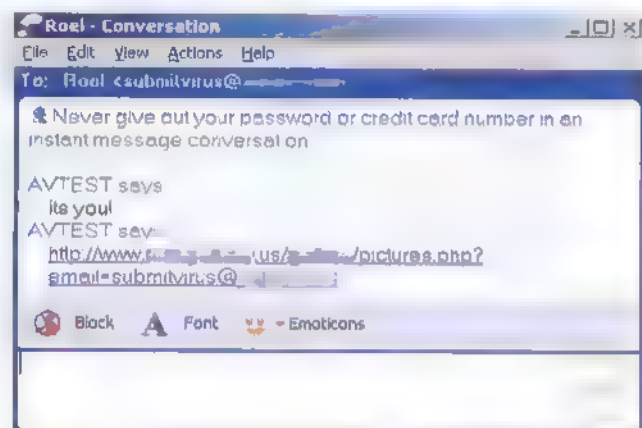 Roel - Conversation
File Edit View Actions Help
To: Roel <submitvirus@
Never give out your password or credit card number in an
instant message conversation
AVTEST says
its you!
AVTEST say
http://www. .us/ /pictures.php?
email=submitvirus@
Block Font Emoticons